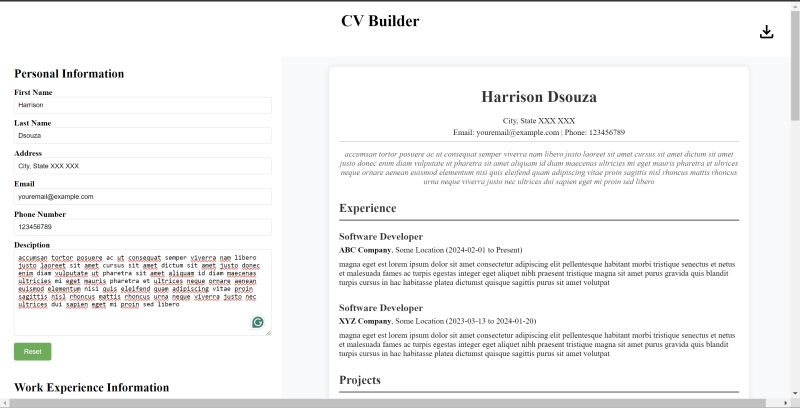 CV Builder
Personal Information
First Name
Harrison
Last Name
Dsouza
Address
City, State XXX XXX
Email
youremail@example.com
Phone Number
123456789
Desciption
accumsan tortor posuere ac ut consequat semper viverra nam libero
justo laoreet sit amet cursus sit amet dictum sit amet justo donec
enim diam vulputate ut pharetra sit amet aliquam id diam maecenas
ultricies mi eget mauris pharetra et ultrices neque ornare aenean
euismod elementum nisi quis eleifend quam adipiscing vitae proin
sagittis nisl rhoncus mattis rhoncus urna neque viverra justo nec
ultrices dui sapien eget mi proin sed libero
Reset
Work Experience Information
Harrison Dsouza
City, State XXX XXX
Email: youremail@example.com | Phone: 123456789
accumsan tortor posuere ac ut consequat semper viverra nam libero justo laoreet sit amet cursus sit amet dictum sit amet
justo donec enim diam vulputate ut pharetra sit amet aliquam id diam maecenas ultricies mi eget mauris pharetra et ultrices
neque ornare aenean euismod elementum nisi quis eleifend quam adipiscing vitae proin sagittis nisl rhoncus mattis rhoncus
urna neque viverra justo nec ultrices dui sapien eget mi proin sed libero
Experience
Software Developer
ABC Company, Some Location (2024-02-01 to Present)
magna eget est lorem ipsum dolor sit amet consectetur adipiscing elit pellentesque habitant morbi tristique senectus et netus
et malesuada fames ac turpis egestas integer eget aliquet nibh praesent tristique magna sit amet purus gravida quis blandit
turpis cursus in hac habitasse platea dictumst quisque sagittis purus sit amet volutpat
Software Developer
XYZ Company, Some Location (2023-03-13 to 2024-01-20)
magna eget est lorem ipsum dolor sit amet consectetur adipiscing elit pellentesque habitant morbi tristique senectus et netus
et malesuada fames ac turpis egestas integer eget aliquet nibh praesent tristique magna sit amet purus gravida quis blandit
turpis cursus in hac habitasse platea dictumst quisque sagittis purus sit amet volutpat
Projects